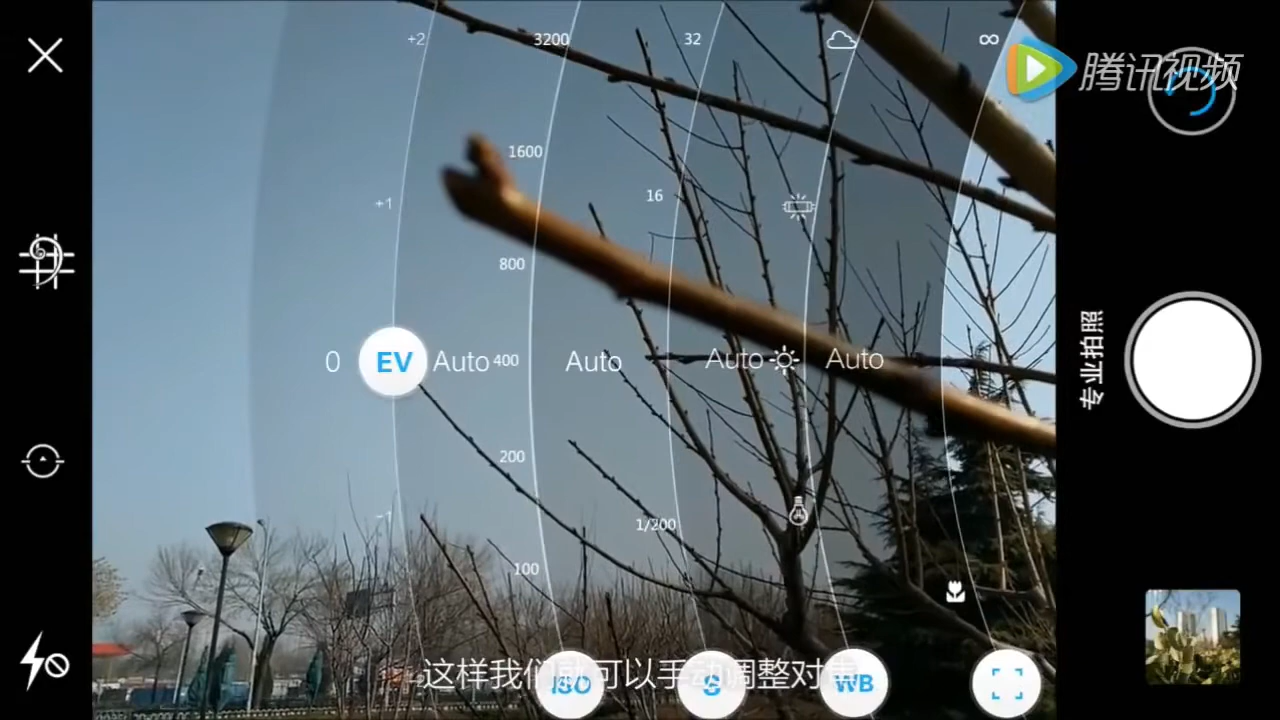 +2
3200
32
∞
腾讯视频
1600
16
+1
800
0
EV
Auto
400
Auto
Auto
Auto
专业拍照
200
-1
1/200
100
这样我们就可以手动调整对焦
ISO
S
WB